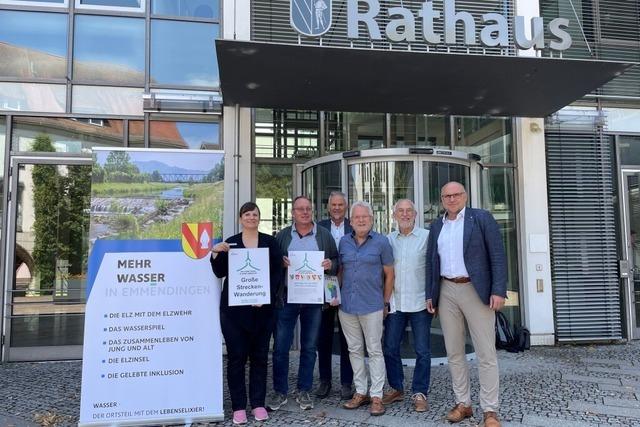 Rathaus
MEHR
WASSER
IN EMMENDINGEN
DIE ELZ MIT DEM ELZWEHR
DAS WASSERSPIEL
DAS ZUSAMMENLEBEN VON
JUNG UND ALT
DIE ELZINSEL
DIE GELEBTE INKLUSION
WASSER -
DER ORTSTEIL MIT DEM LEBENSELIXIER!
Große
Strecken-
Wanderung